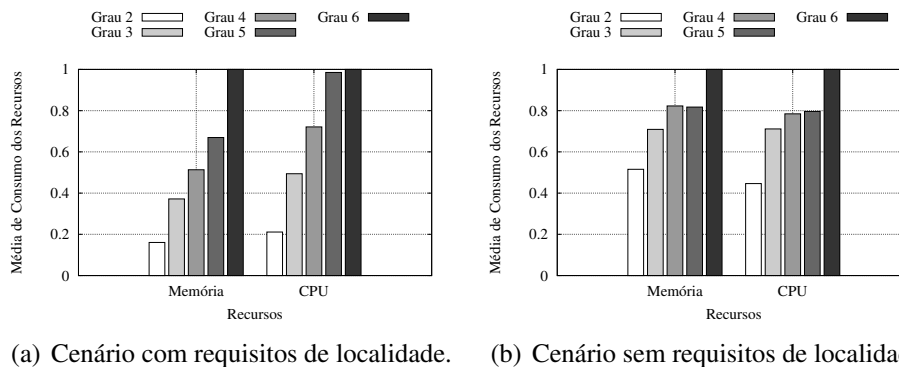 Grau 2 Grau 4 Grau 6
Grau 3 Grau 5
Média de Consumo dos Recursos
1
0.8
0.6
0.4
0.2
0
Memória CPU
Recursos
(a) Cenário com requisitos de localidade.
Grau 2 Grau 4 Grau 6
Grau 3 Grau 5
Média de Consumo dos Recursos
1
0.8
0.6
0.4
0.2
0
Memória CPU
Recursos
(b) Cenário sem requisitos de